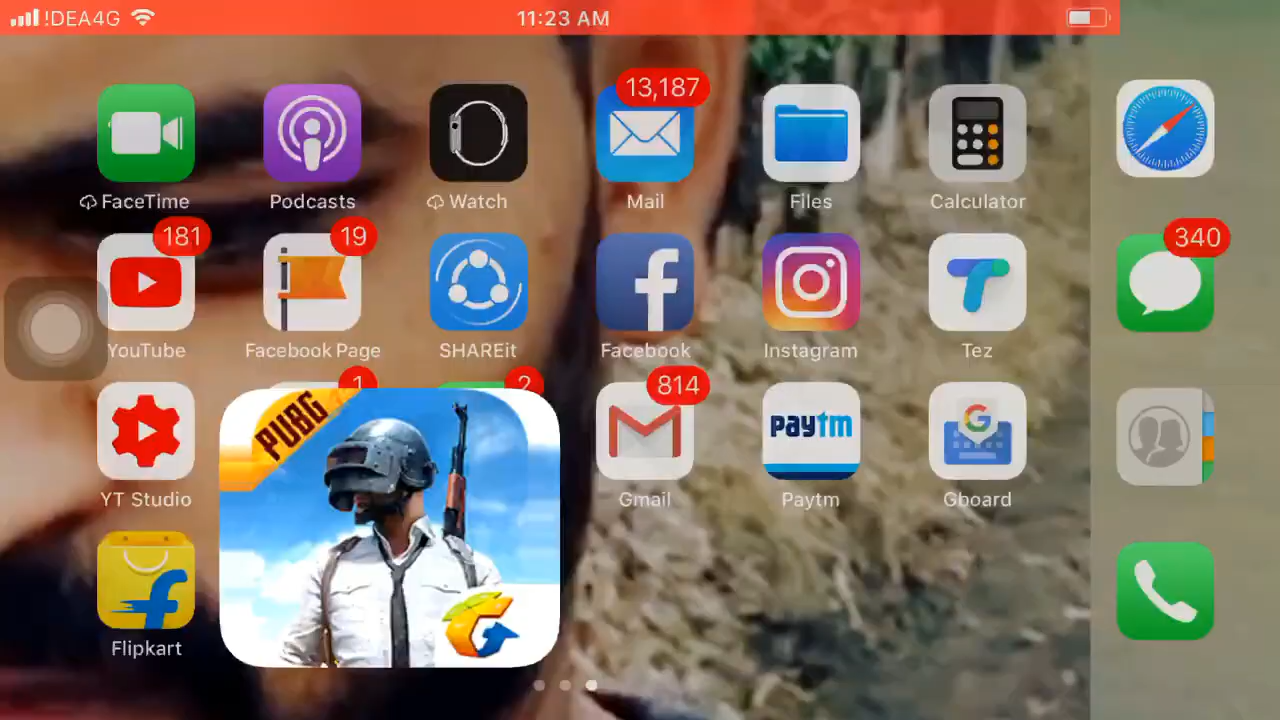 !DEA4G 11:23 AM
13,187
FaceTime Podcasts Watch Mail Files Calculator
181 19 340
YouTube Facebook Page SHAREit Facebook Instagram Tez
1 2 814
PUBG
paytm
YT Studio Gmail Paytm Gboard
Flipkart